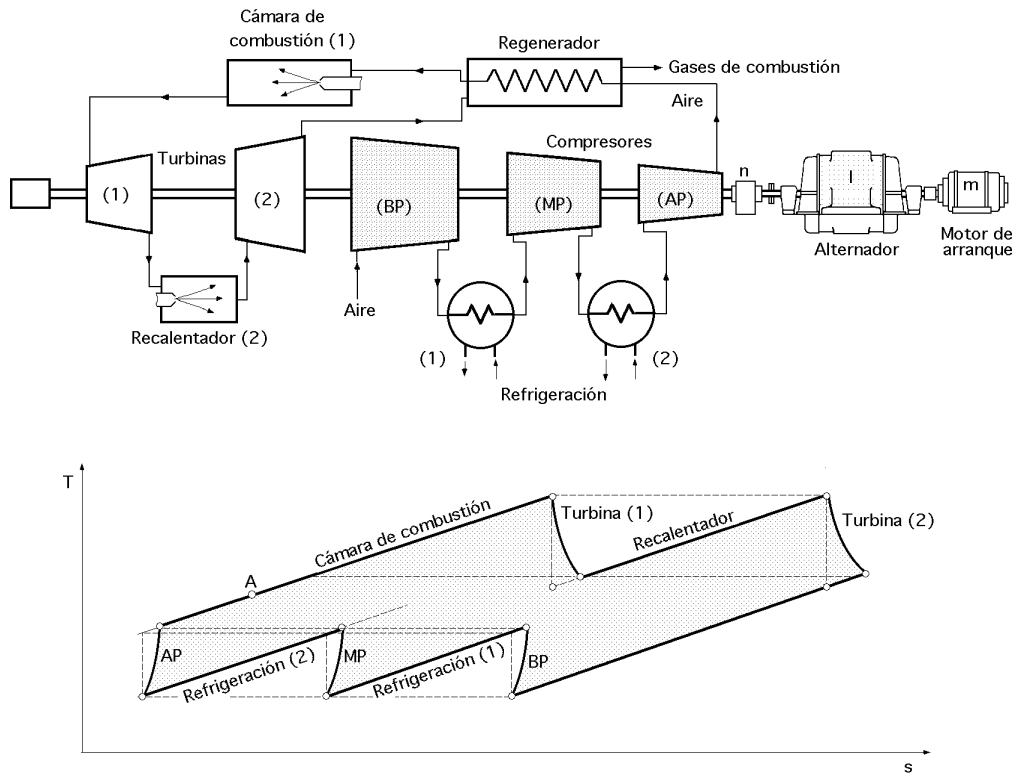 Cámara de
combustión (1)
Regenerador
Gases de combustión
Aire
Turbinas
Compresores
(1)
(2)
(BP)
(MP)
(AP)
n
I
m
Alternador
Motor de
arranque
Aire
Recalentador (2)
(1)
(2)
Refrigeración
T
Cámara de combustión
Turbina (1)
Recalentador
Turbina (2)
A
AP
Refrigeración (2)
MP
Refrigeración (1)
BP
s